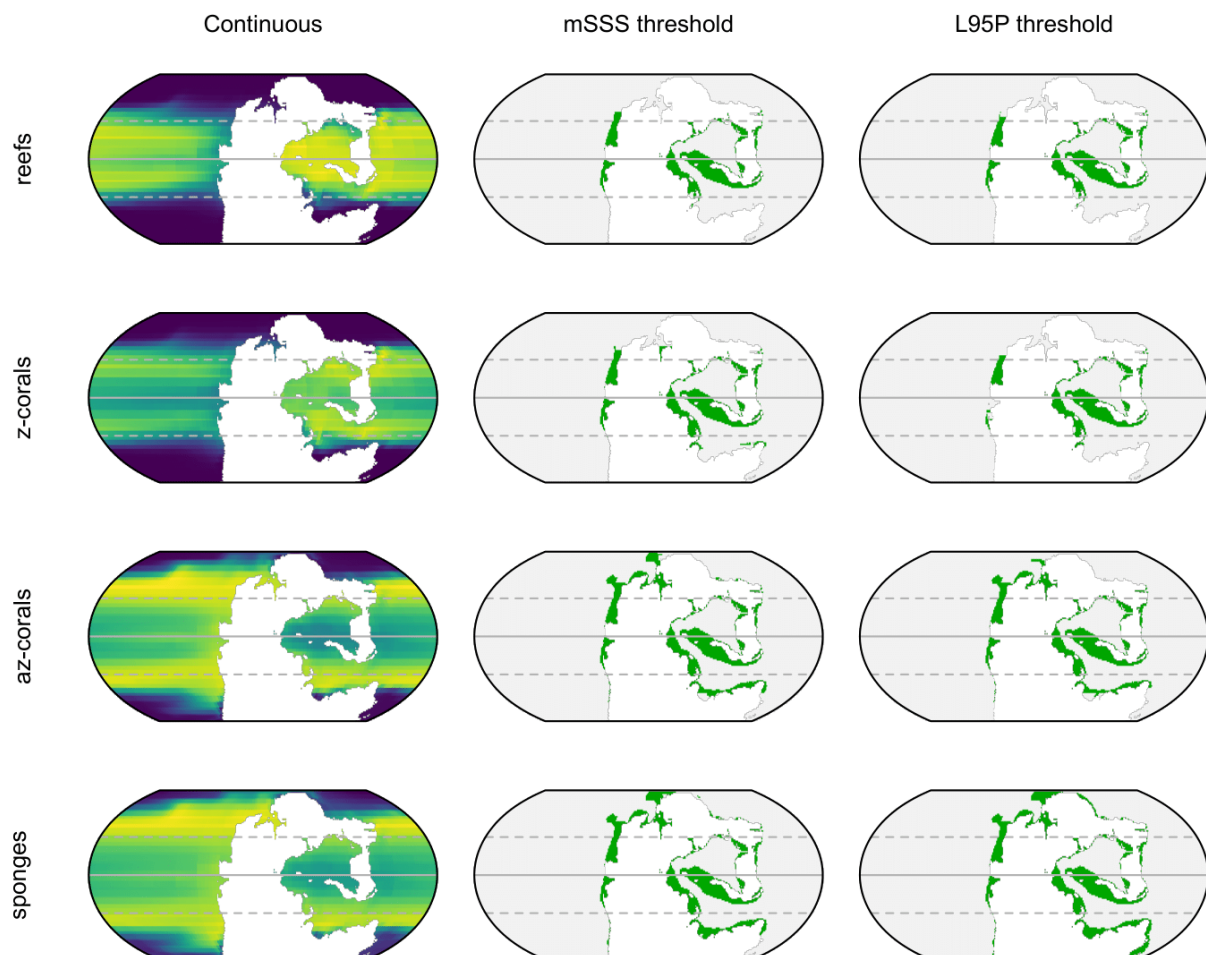 Continuous
mSSS threshold
L95P threshold
reefs
z-corals
az-corals
sponges